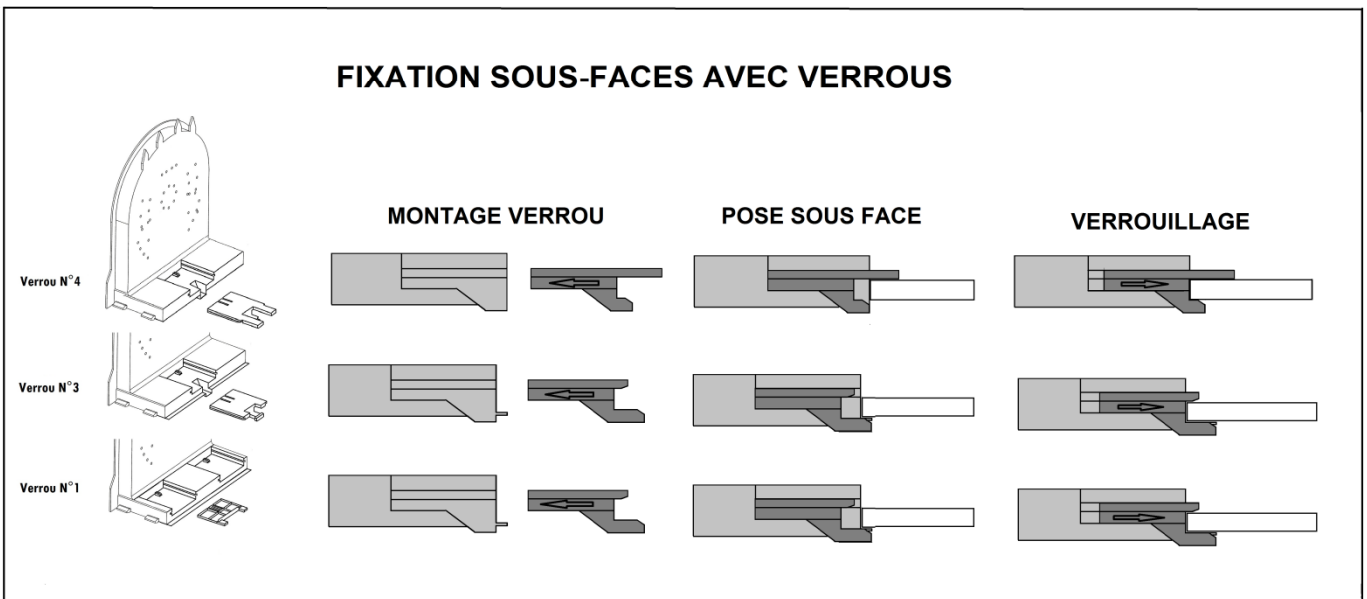 FIXATION SOUS-FACES AVEC VERROUS
MONTAGE VERROU
POSE SOUS FACE
VERROUILLAGE
Verrou N°4
Verrou N°3
Verrou N°1